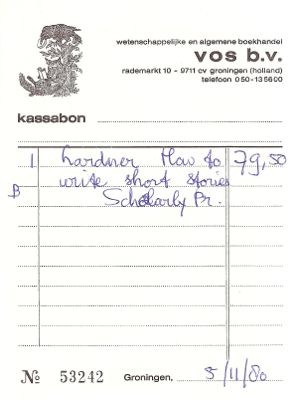 wetenschappelijke en algemene boekhandel
vos b.v.
rademarkt 10 - 9711 cv groningen (holland)
telefoon 050-135600
kassabon
1 Lardner How to 79,50
write short stories
B Scholarly Pr.
№ 53242 Groningen, 5/11/80